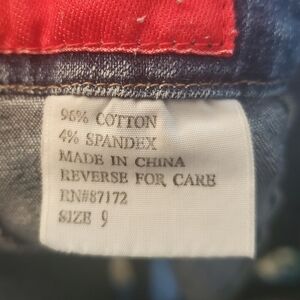 96% COTTON
4% SPANDEX
MADE IN CHINA
REVERSE FOR CARE
RN#87172
SIZE 9